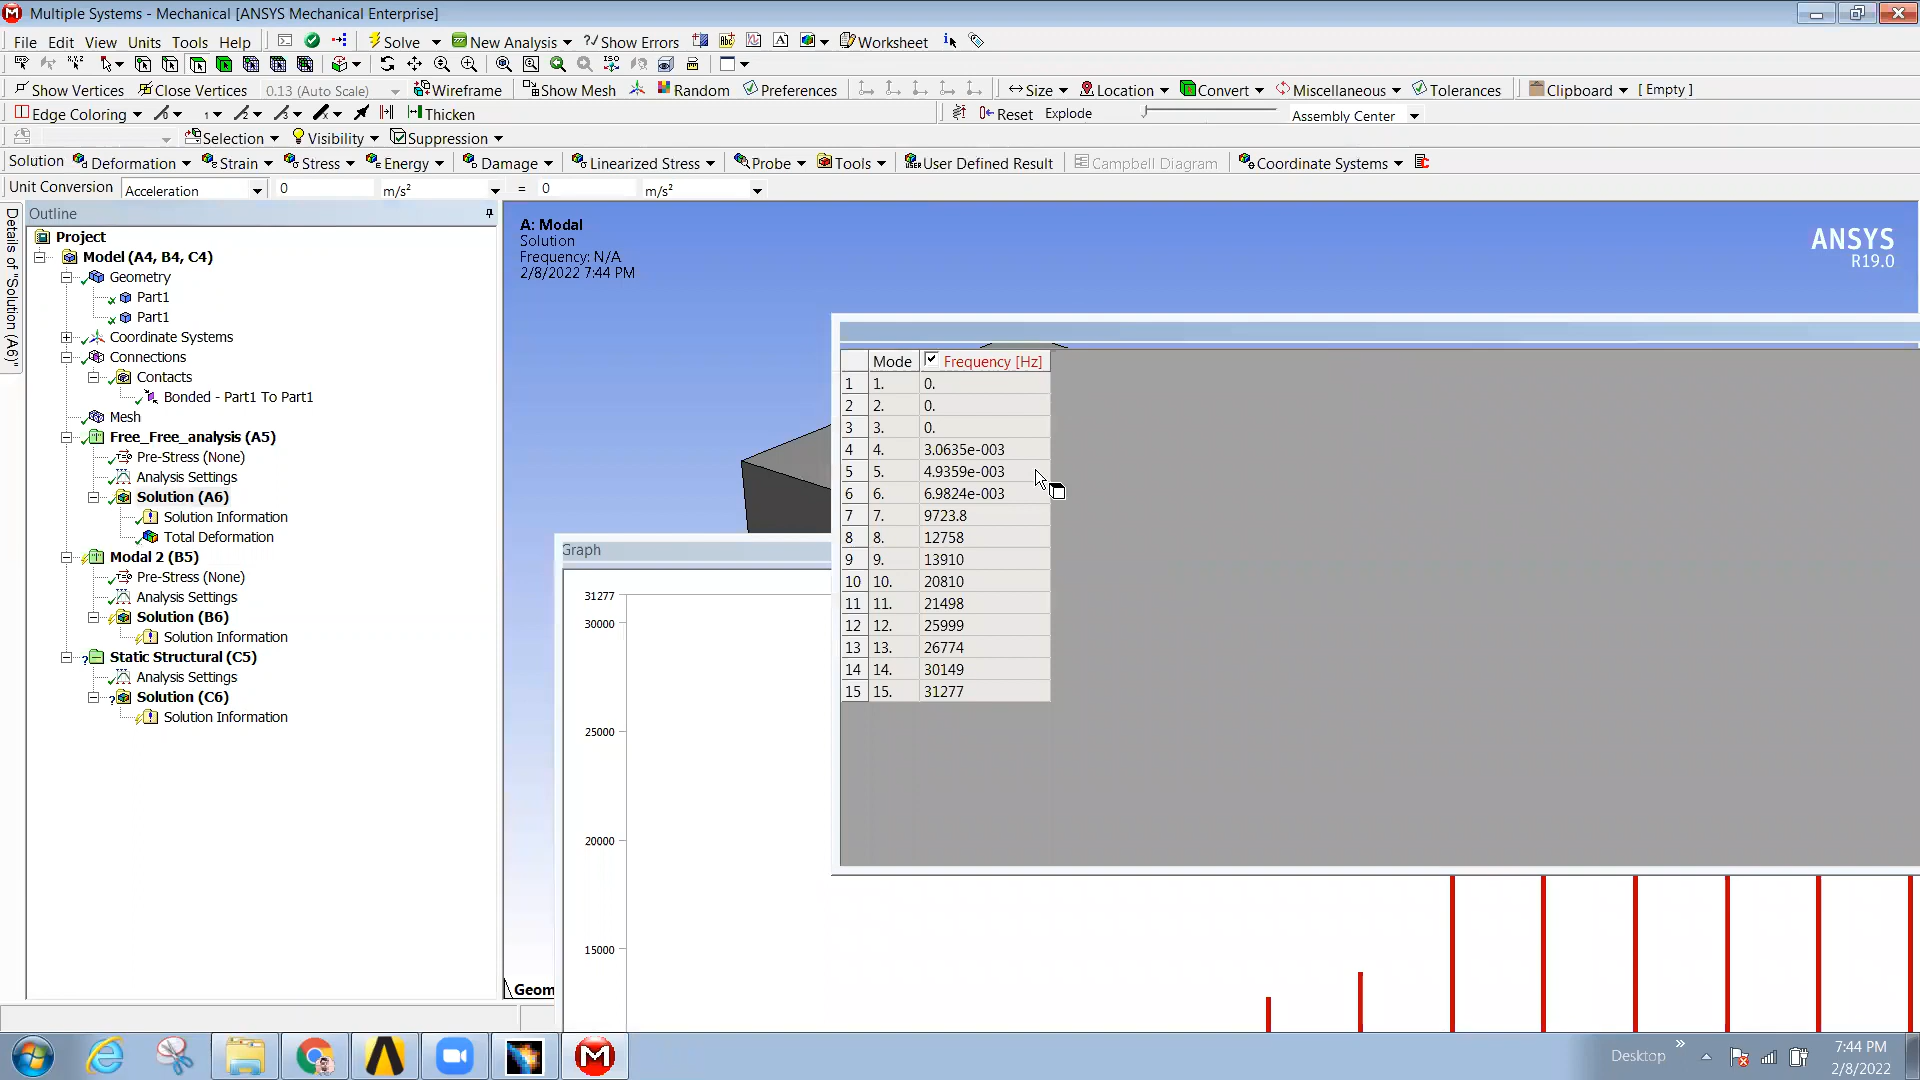 Multiple Systems - Mechanical [ANSYS Mechanical Enterprise]
File Edit View Units Tools Help Solve New Analysis Show Errors Worksheet
Show Vertices Close Vertices 0.13 (Auto Scale) Wireframe Show Mesh Random Preferences Size Location Convert Miscellaneous Tolerances Clipboard [ Empty ]
Edge Coloring Thicken Reset Explode Assembly Center
Selection Visibility Suppression
Solution Deformation Strain Stress Energy Damage Linearized Stress Probe Tools User Defined Result Campbell Diagram Coordinate Systems
Unit Conversion Acceleration 0 m/s² = 0 m/s²
Details of "Solution (A6)"
Outline
Project
Model (A4, B4, C4)
Geometry
Part1
Part1
Coordinate Systems
Connections
Contacts
Bonded - Part1 To Part1
Mesh
Free_Free_analysis (A5)
Pre-Stress (None)
Analysis Settings
Solution (A6)
Solution Information
Total Deformation
Modal 2 (B5)
Pre-Stress (None)
Analysis Settings
Solution (B6)
Solution Information
Static Structural (C5)
Analysis Settings
Solution (C6)
Solution Information
A: Modal
Solution
Frequency: N/A
2/8/2022 7:44 PM
ANSYS
R19.0
Mode Frequency [Hz]
1 1. 0.
2 2. 0.
3 3. 0.
4 4. 3.0635e-003
5 5. 4.9359e-003
6 6. 6.9824e-003
7 7. 9723.8
8 8. 12758
9 9. 13910
10 10. 20810
11 11. 21498
12 12. 25999
13 13. 26774
14 14. 30149
15 15. 31277
Graph
31277
30000
25000
20000
15000
Geom
Desktop
7:44 PM
2/8/2022